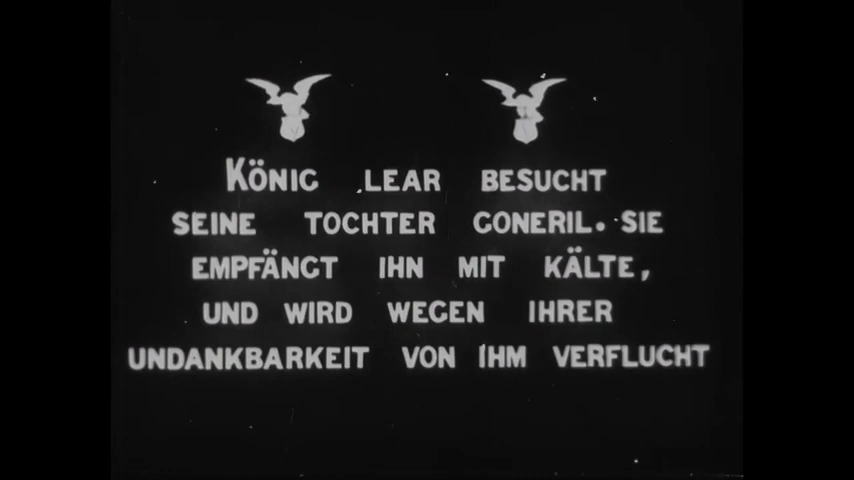 KÖNIG LEAR BESUCHT
SEINE TOCHTER GONERIL. SIE
EMPFÄNGT IHN MIT KÄLTE,
UND WIRD WEGEN IHRER
UNDANKBARKEIT VON IHM VERFLUCHT